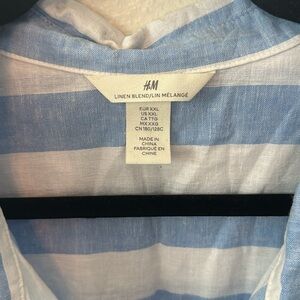 H&M
LINEN BLEND/LIN MÉLANGÉ
EUR XXL
US XXL
CA TTG
MX XXG
CN 180/128C
MADE IN
CHINA
FABRIQUÉ EN
CHINE